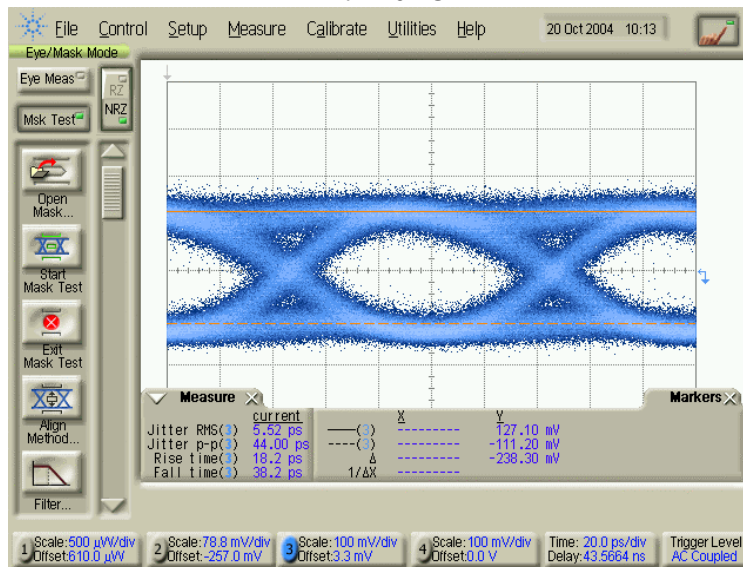 File Control Setup Measure Calibrate Utilities Help 20 Oct 2004 10:13
Eye/Mask Mode
Eye Meas
RZ
NRZ
Msk Test
Open
Mask...
Start
Mask Test
Exit
Mask Test
Align
Method...
Filter...
Measure
Markers
current X Y
Jitter RMS(3) 5.52 ps ——(3) --------- 127.10 mV
Jitter p-p(3) 44.00 ps ----(3) --------- -111.20 mV
Rise time(3) 18.2 ps Δ --------- -238.30 mV
Fall time(3) 38.2 ps 1/ΔX ---------
1 Scale:500 µW/div
Offset:610.0 µW
2 Scale:78.8 mV/div
Offset:-257.0 mV
3 Scale:100 mV/div
Offset:3.3 mV
4 Scale:100 mV/div
Offset:0.0 V
Time: 20.0 ps/div
Delay:43.5664 ns
Trigger Level
AC Coupled